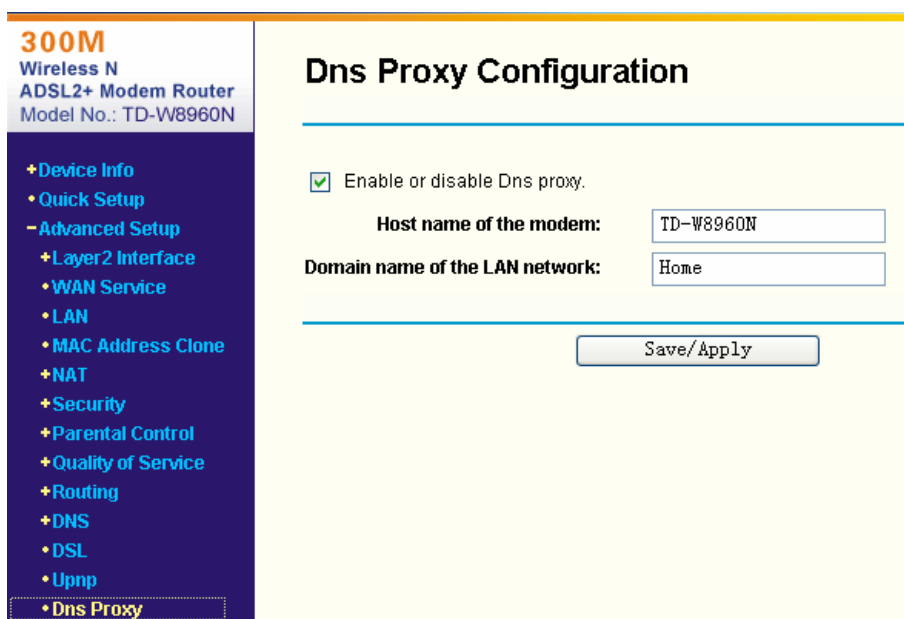 300M
Wireless N
ADSL2+ Modem Router
Model No.: TD-W8960N
+Device Info
•Quick Setup
−Advanced Setup
+Layer2 Interface
•WAN Service
•LAN
•MAC Address Clone
+NAT
+Security
+Parental Control
+Quality of Service
+Routing
+DNS
•DSL
•Upnp
•Dns Proxy
Dns Proxy Configuration
Enable or disable Dns proxy.
Host name of the modem: TD-W8960N
Domain name of the LAN network: Home
Save/Apply